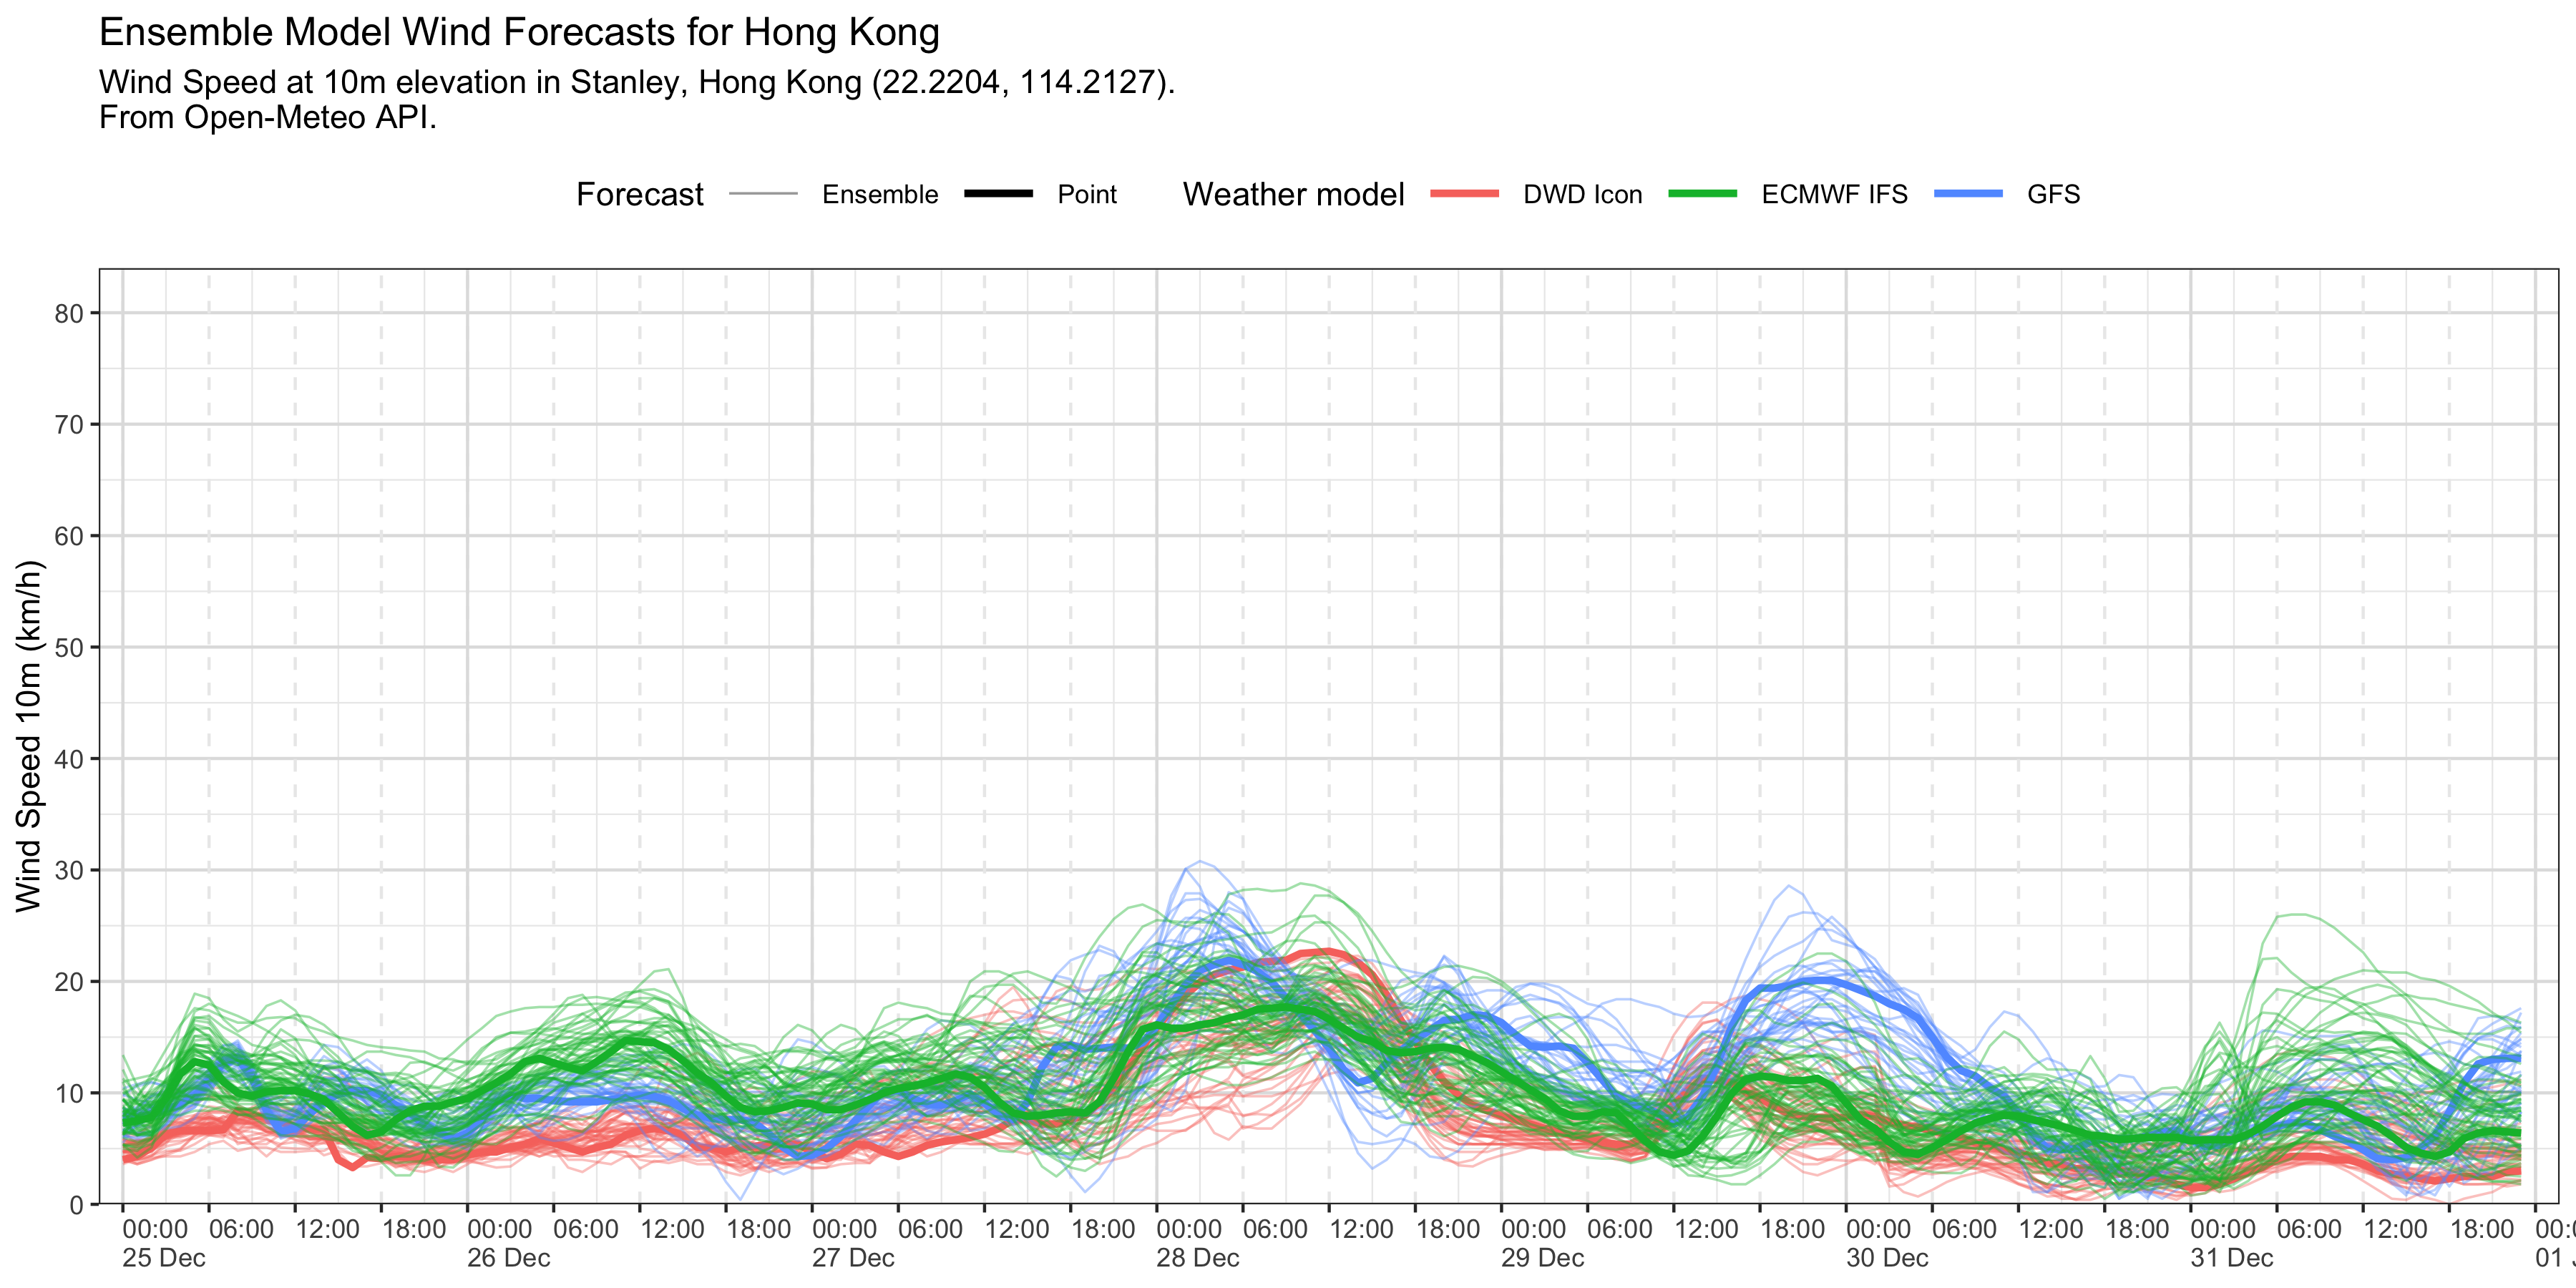 Ensemble Model Wind Forecasts for Hong Kong
Wind Speed at 10m elevation in Stanley, Hong Kong (22.2204, 114.2127).
From Open-Meteo API.
Forecast Ensemble Point Weather model DWD Icon ECMWF IFS GFS
Wind Speed 10m (km/h)
80
70
60
50
40
30
20
10
0
00:00 06:00 12:00 18:00 00:00 06:00 12:00 18:00 00:00 06:00 12:00 18:00 00:00 06:00 12:00 18:00 00:00 06:00 12:00 18:00 00:00 06:00 12:00 18:00 00:00 06:00 12:00 18:00
25 Dec 26 Dec 27 Dec 28 Dec 29 Dec 30 Dec 31 Dec 01